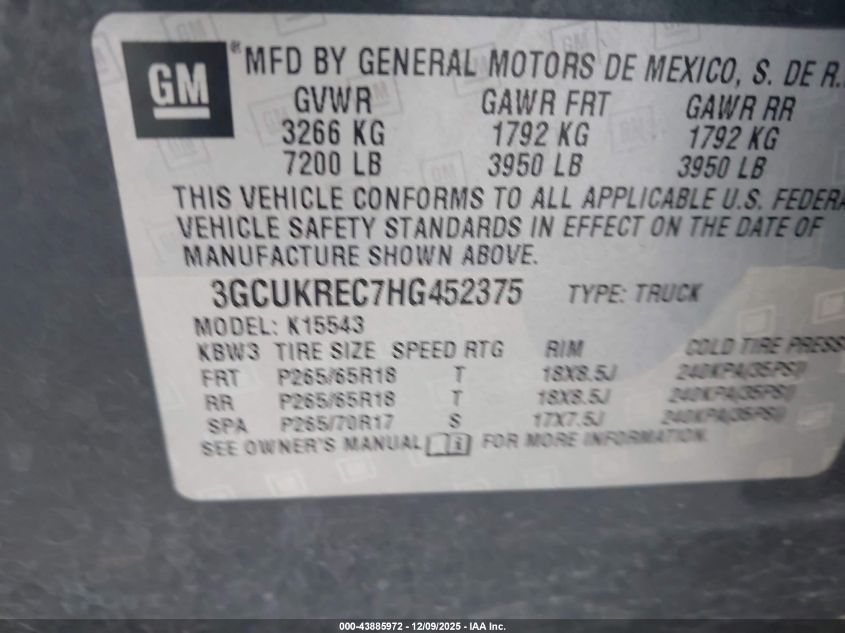 GM ® MFD BY GENERAL MOTORS DE MEXICO, S. DE R.
GVWR GAWR FRT GAWR RR
3266 KG 1792 KG 1792 KG
7200 LB 3950 LB 3950 LB
THIS VEHICLE CONFORMS TO ALL APPLICABLE U.S. FEDERA
VEHICLE SAFETY STANDARDS IN EFFECT ON THE DATE OF
MANUFACTURE SHOWN ABOVE.
3GCUKREC7HG452375 TYPE: TRUCK
MODEL: K15543
KBW3 TIRE SIZE SPEED RTG RIM COLD TIRE PRESS
FRT P265/65R18 T 18X8.5J 240KPA(35PSI)
RR P265/65R18 T 18X8.5J 240KPA(35PSI)
SPA P265/70R17 S 17X7.5J 240KPA(35PSI)
SEE OWNER'S MANUAL i FOR MORE INFORMATION.
000-43885972 - 12/09/2025 - IAA Inc.